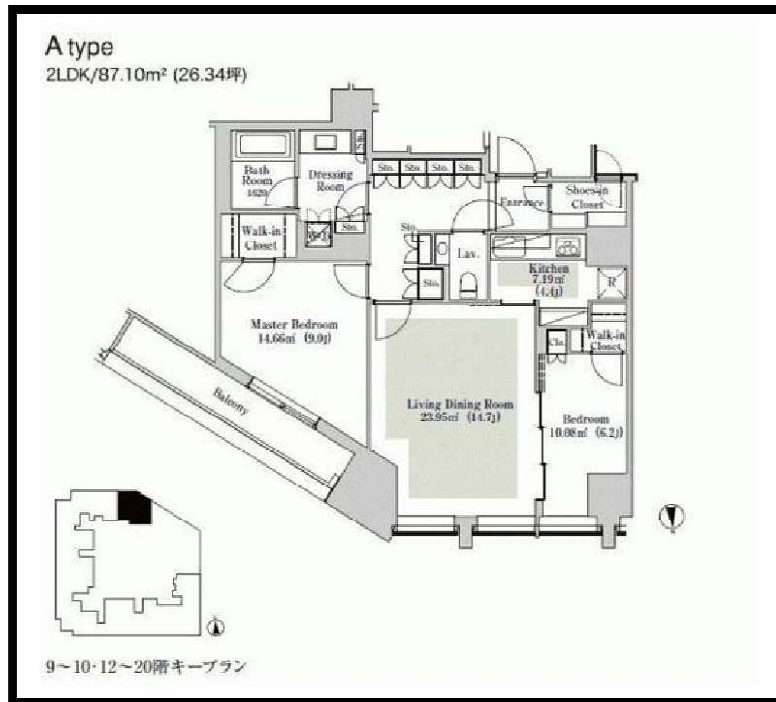 A type
2LDK/87.10m² (26.34坪)
Bath
Room
1620
Dressing
Room
Sto.
Sto.
Sto.
Sto.
Sto.
Entrance
Shoes-in
Closet
Walk-in
Closet
Sto.
Sto.
Lav.
Sto.
Kitchen
7.19㎡
(4.4j)
R
Master Bedroom
14.66㎡ (9.0j)
Clo.
Walk-in
Closet
Balcony
Living Dining Room
23.95㎡ (14.7j)
Bedroom
10.08㎡ (6.2j)
9～10・12～20階キープラン